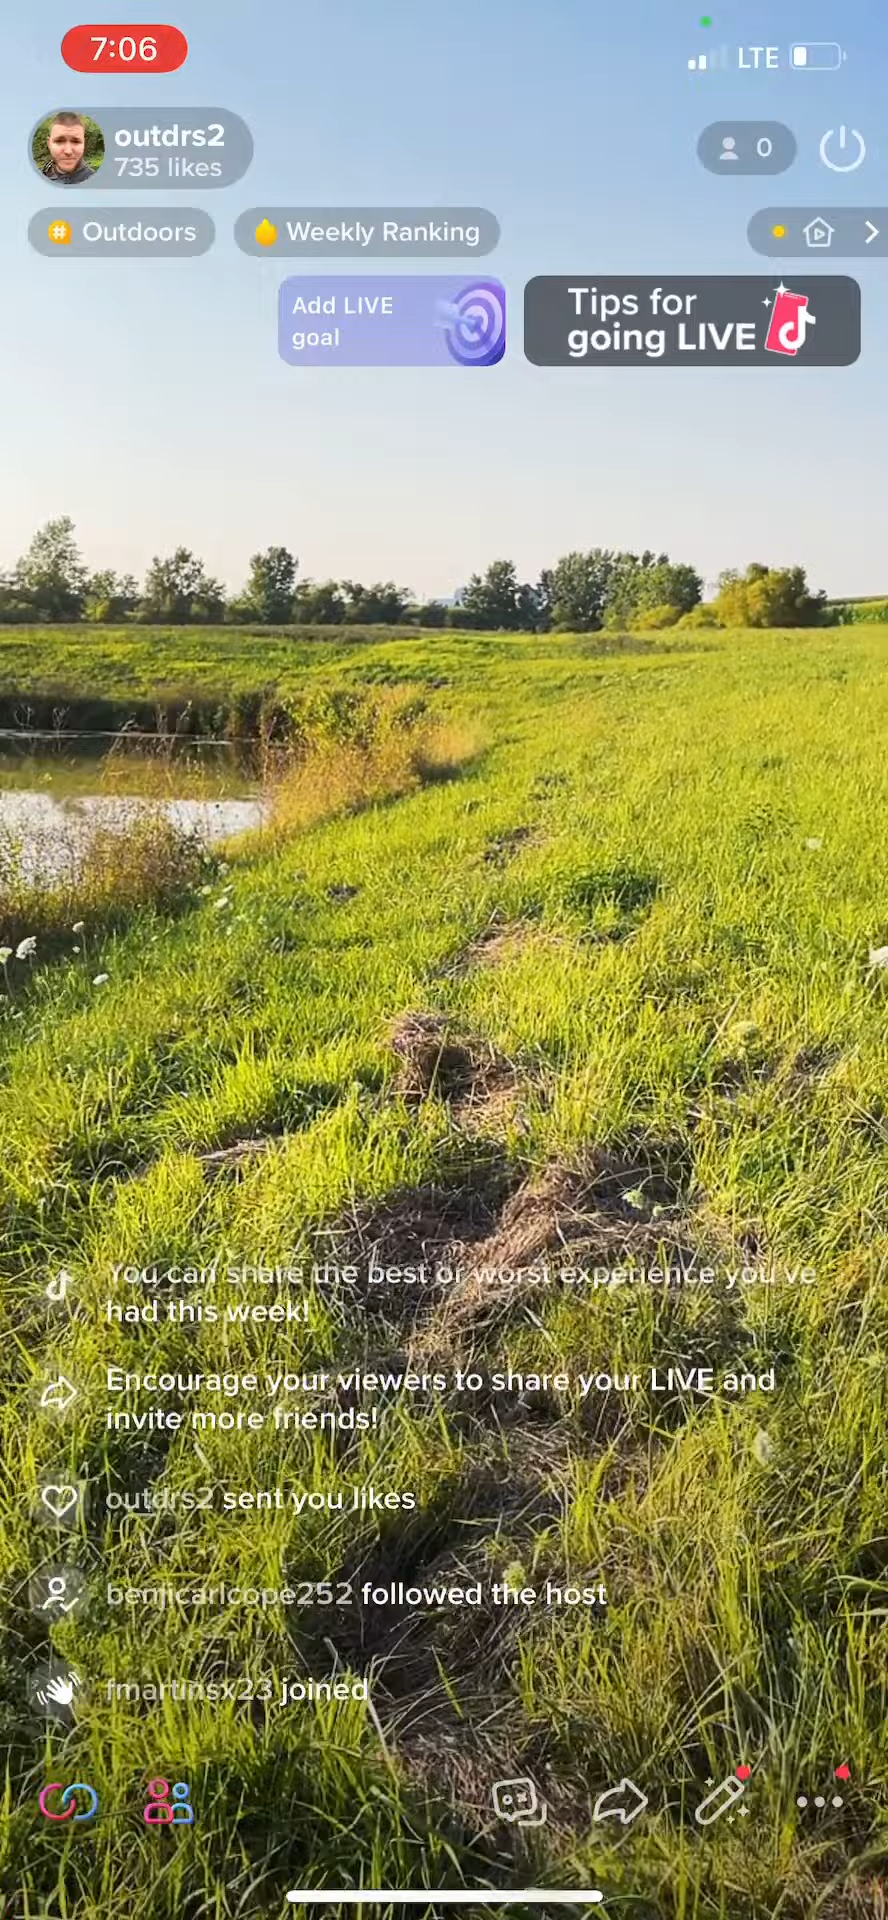 7:06
LTE
outdrs2
735 likes
0
Outdoors
Weekly Ranking
Add LIVE
goal
Tips for
going LIVE
You can share the best or worst experience you've
had this week!
Encourage your viewers to share your LIVE and
invite more friends!
outdrs2 sent you likes
benjicarlcope252 followed the host
fmartinsx23 joined